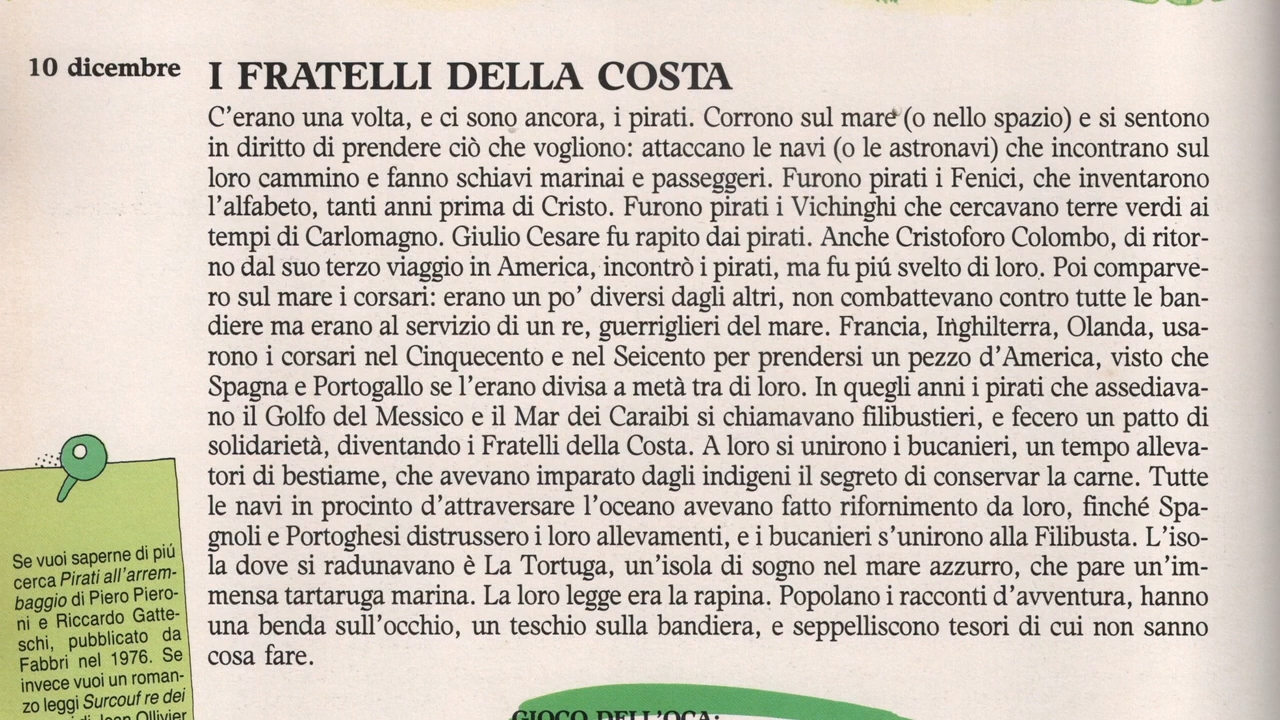 10 dicembre
I FRATELLI DELLA COSTA
C'erano una volta, e ci sono ancora, i pirati. Corrono sul mare (o nello spazio) e si sentono
in diritto di prendere ciò che vogliono: attaccano le navi (o le astronavi) che incontrano sul
loro cammino e fanno schiavi marinai e passeggeri. Furono pirati i Fenici, che inventarono
l'alfabeto, tanti anni prima di Cristo. Furono pirati i Vichinghi che cercavano terre verdi ai
tempi di Carlomagno. Giulio Cesare fu rapito dai pirati. Anche Cristoforo Colombo, di ritor-
no dal suo terzo viaggio in America, incontrò i pirati, ma fu piú svelto di loro. Poi comparve-
ro sul mare i corsari: erano un po' diversi dagli altri, non combattevano contro tutte le ban-
diere ma erano al servizio di un re, guerriglieri del mare. Francia, Inghilterra, Olanda, usa-
rono i corsari nel Cinquecento e nel Seicento per prendersi un pezzo d'America, visto che
Spagna e Portogallo se l'erano divisa a metà tra di loro. In quegli anni i pirati che assediava-
no il Golfo del Messico e il Mar dei Caraibi si chiamavano filibustieri, e fecero un patto di
solidarietà, diventando i Fratelli della Costa. A loro si unirono i bucanieri, un tempo alleva-
tori di bestiame, che avevano imparato dagli indigeni il segreto di conservar la carne. Tutte
le navi in procinto d'attraversare l'oceano avevano fatto rifornimento da loro, finché Spa-
gnoli e Portoghesi distrussero i loro allevamenti, e i bucanieri s'unirono alla Filibusta. L'iso-
la dove si radunavano è La Tortuga, un'isola di sogno nel mare azzurro, che pare un'im-
mensa tartaruga marina. La loro legge era la rapina. Popolano i racconti d'avventura, hanno
una benda sull'occhio, un teschio sulla bandiera, e seppelliscono tesori di cui non sanno
cosa fare.
Se vuoi saperne di piú
cerca Pirati all'arrem-
baggio di Piero Piero-
ni e Riccardo Gatte-
schi, pubblicato da
Fabbri nel 1976. Se
invece vuoi un roman-
zo leggi Surcouf re dei
di Jean Ollivier
GIOCO DELL'OCA: